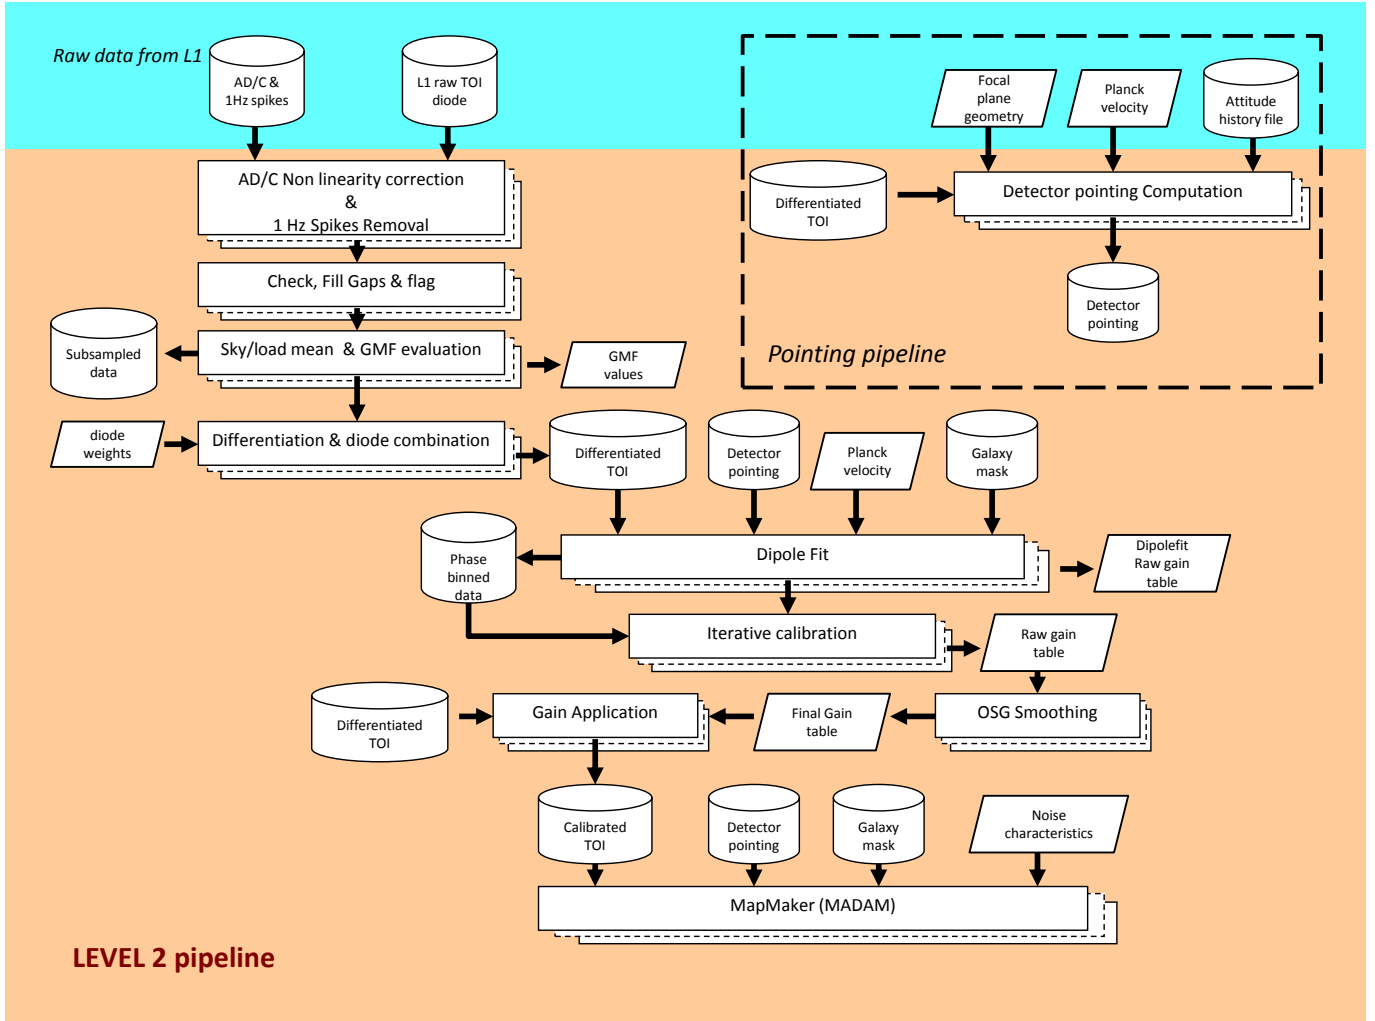 Raw data from L1
AD/C &
1Hz spikes
L1 raw TOI
diode
Focal
plane
geometry
Planck
velocity
Attitude
history file
AD/C Non linearity correction
&
1 Hz Spikes Removal
Differentiated
TOI
Detector pointing Computation
Check, Fill Gaps & flag
Detector
pointing
Subsampled
data
Sky/load mean & GMF evaluation
GMF
values
Pointing pipeline
diode
weights
Differentiation & diode combination
Differentiated
TOI
Detector
pointing
Planck
velocity
Galaxy
mask
Phase
binned
data
Dipole Fit
Dipolefit
Raw gain
table
Iterative calibration
Raw gain
table
Differentiated
TOI
Gain Application
Final Gain
table
OSG Smoothing
Calibrated
TOI
Detector
pointing
Galaxy
mask
Noise
characteristics
MapMaker (MADAM)
LEVEL 2 pipeline